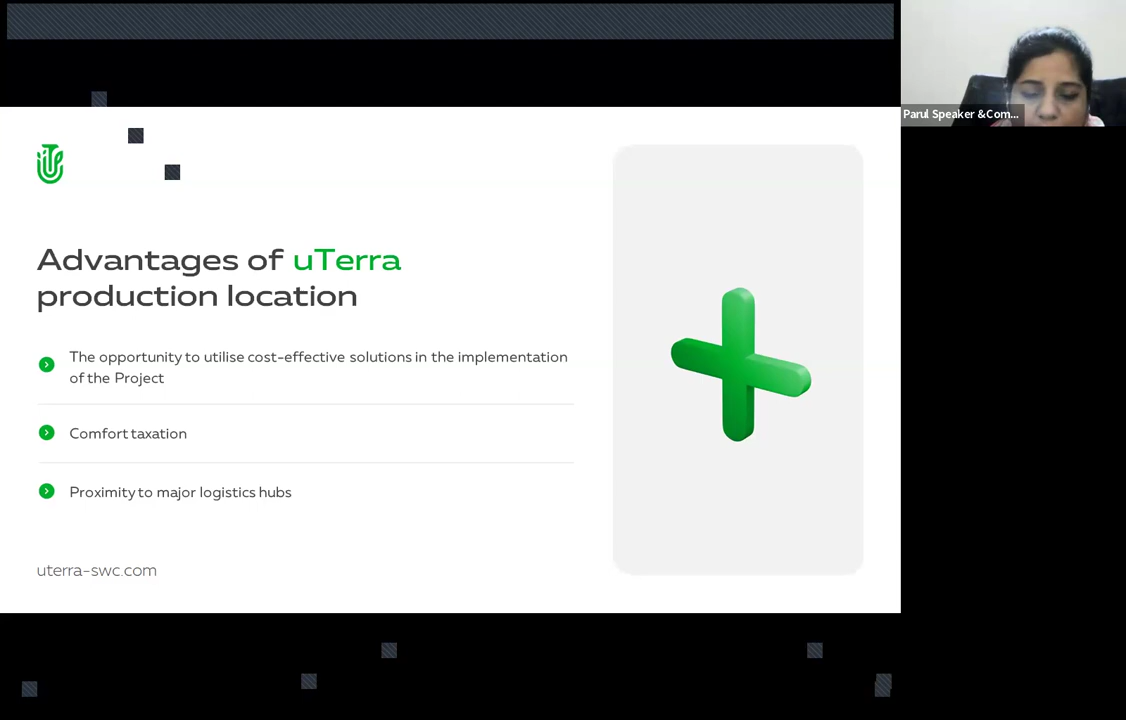 Parul Speaker &Com...
Advantages of uTerra
production location
The opportunity to utilise cost-effective solutions in the implementation
of the Project
Comfort taxation
Proximity to major logistics hubs
uterra-swc.com